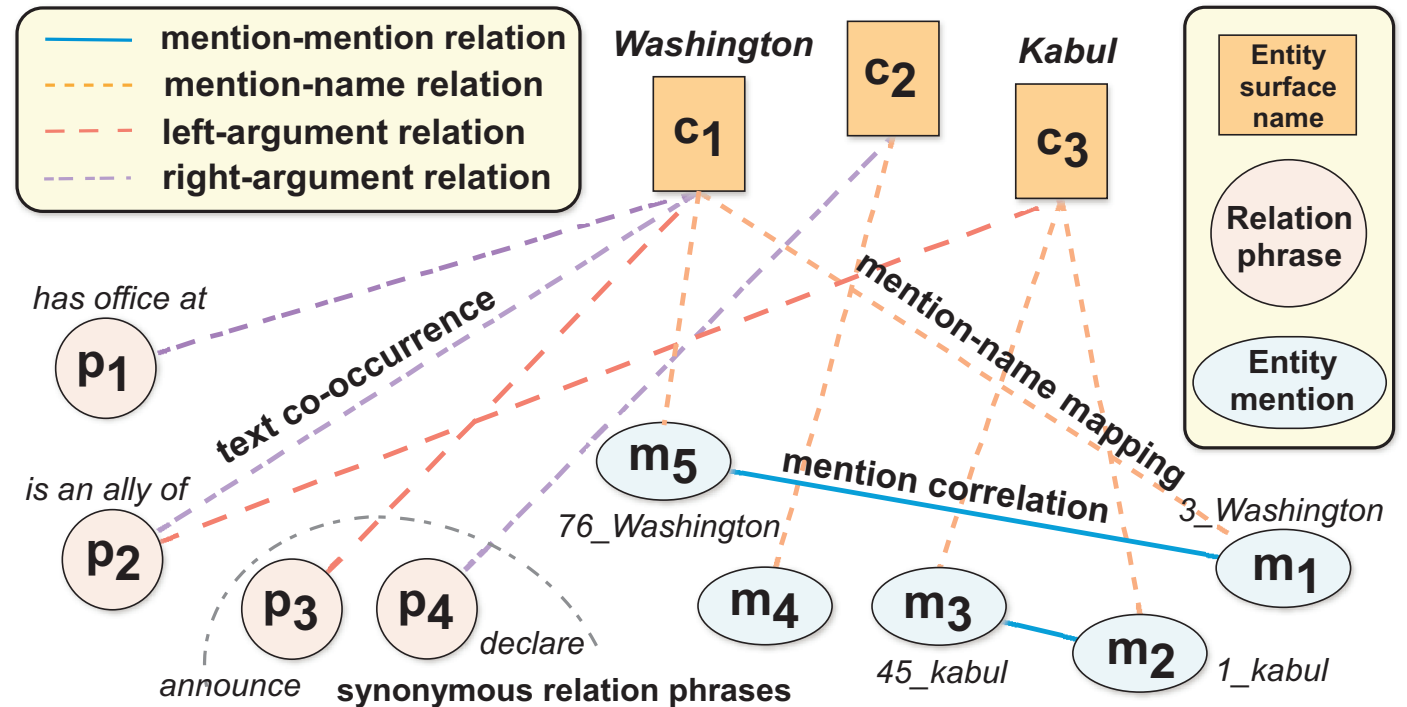 mention-mention relation
mention-name relation
left-argument relation
right-argument relation
Washington
c1
c2
Kabul
c3
Entity
surface
name
Relation
phrase
Entity
mention
has office at
p1
text co-occurrence
mention-name mapping
is an ally of
p2
m5
76_Washington
mention correlation
3_Washington
m1
p3
p4
announce
declare
synonymous relation phrases
m4
m3
45_kabul
m2
1_kabul